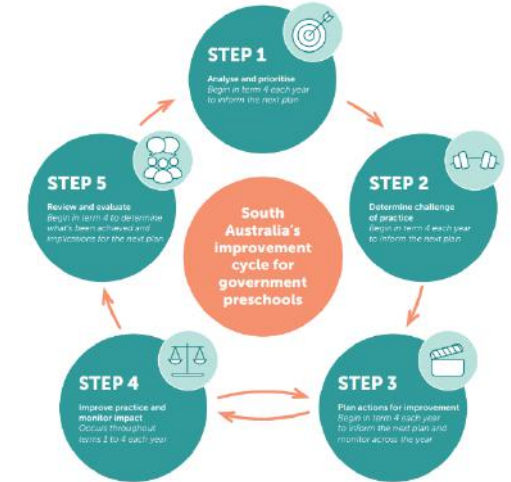 STEP 1
Analyse and prioritise
Begin in term 4 each year
to inform the next plan
STEP 2
Determine challenge
of practice
Begin in term 4 each year
to inform the next plan
STEP 3
Plan actions for improvement
Begin in term 4 each year
to inform the next plan and
monitor across the year
STEP 4
Improve practice and
monitor impact
Occurs throughout
terms 1 to 4 each year
STEP 5
Review and evaluate
Begin in term 4 to determine
what's been achieved and
implications for the next plan
South
Australia's
improvement
cycle for
government
preschools